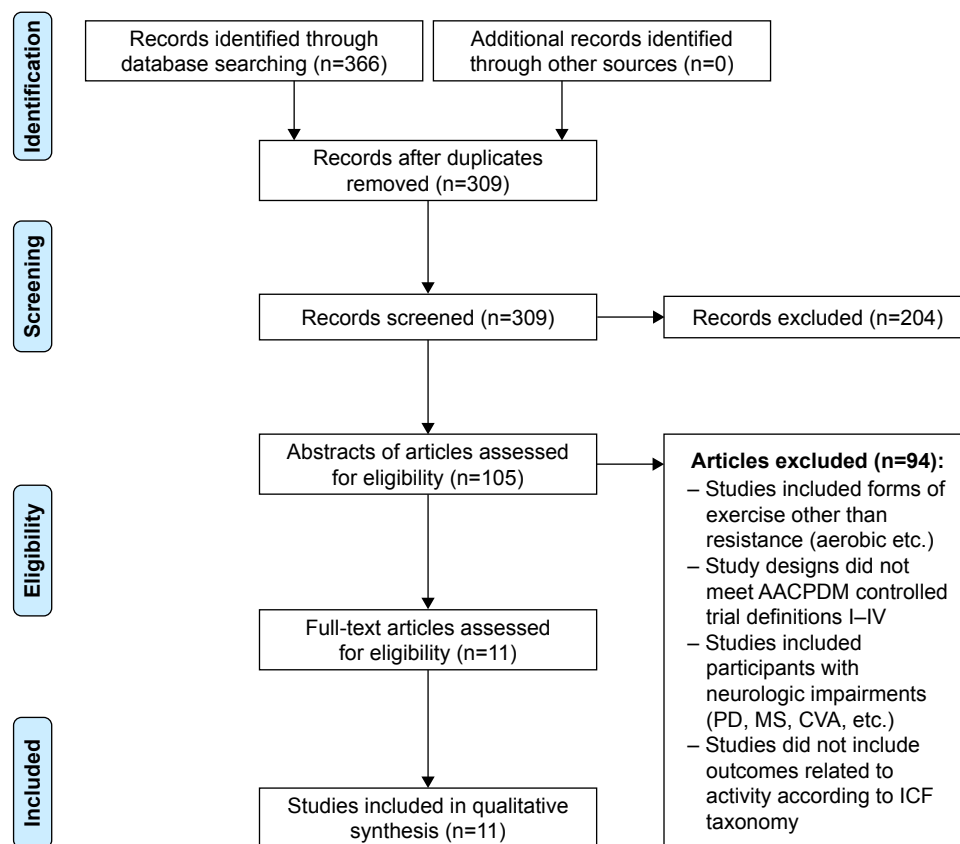 Identification
Records identified through
database searching (n=366)
Additional records identified
through other sources (n=0)
Records after duplicates
removed (n=309)
Screening
Records screened (n=309)
Records excluded (n=204)
Eligibility
Abstracts of articles assessed
for eligibility (n=105)
Articles excluded (n=94):
– Studies included forms of
exercise other than
resistance (aerobic etc.)
– Study designs did not
meet AACPDM controlled
trial definitions I–IV
– Studies included
participants with
neurologic impairments
(PD, MS, CVA, etc.)
– Studies did not include
outcomes related to
activity according to ICF
taxonomy
Full-text articles assessed
for eligibility (n=11)
Included
Studies included in qualitative
synthesis (n=11)